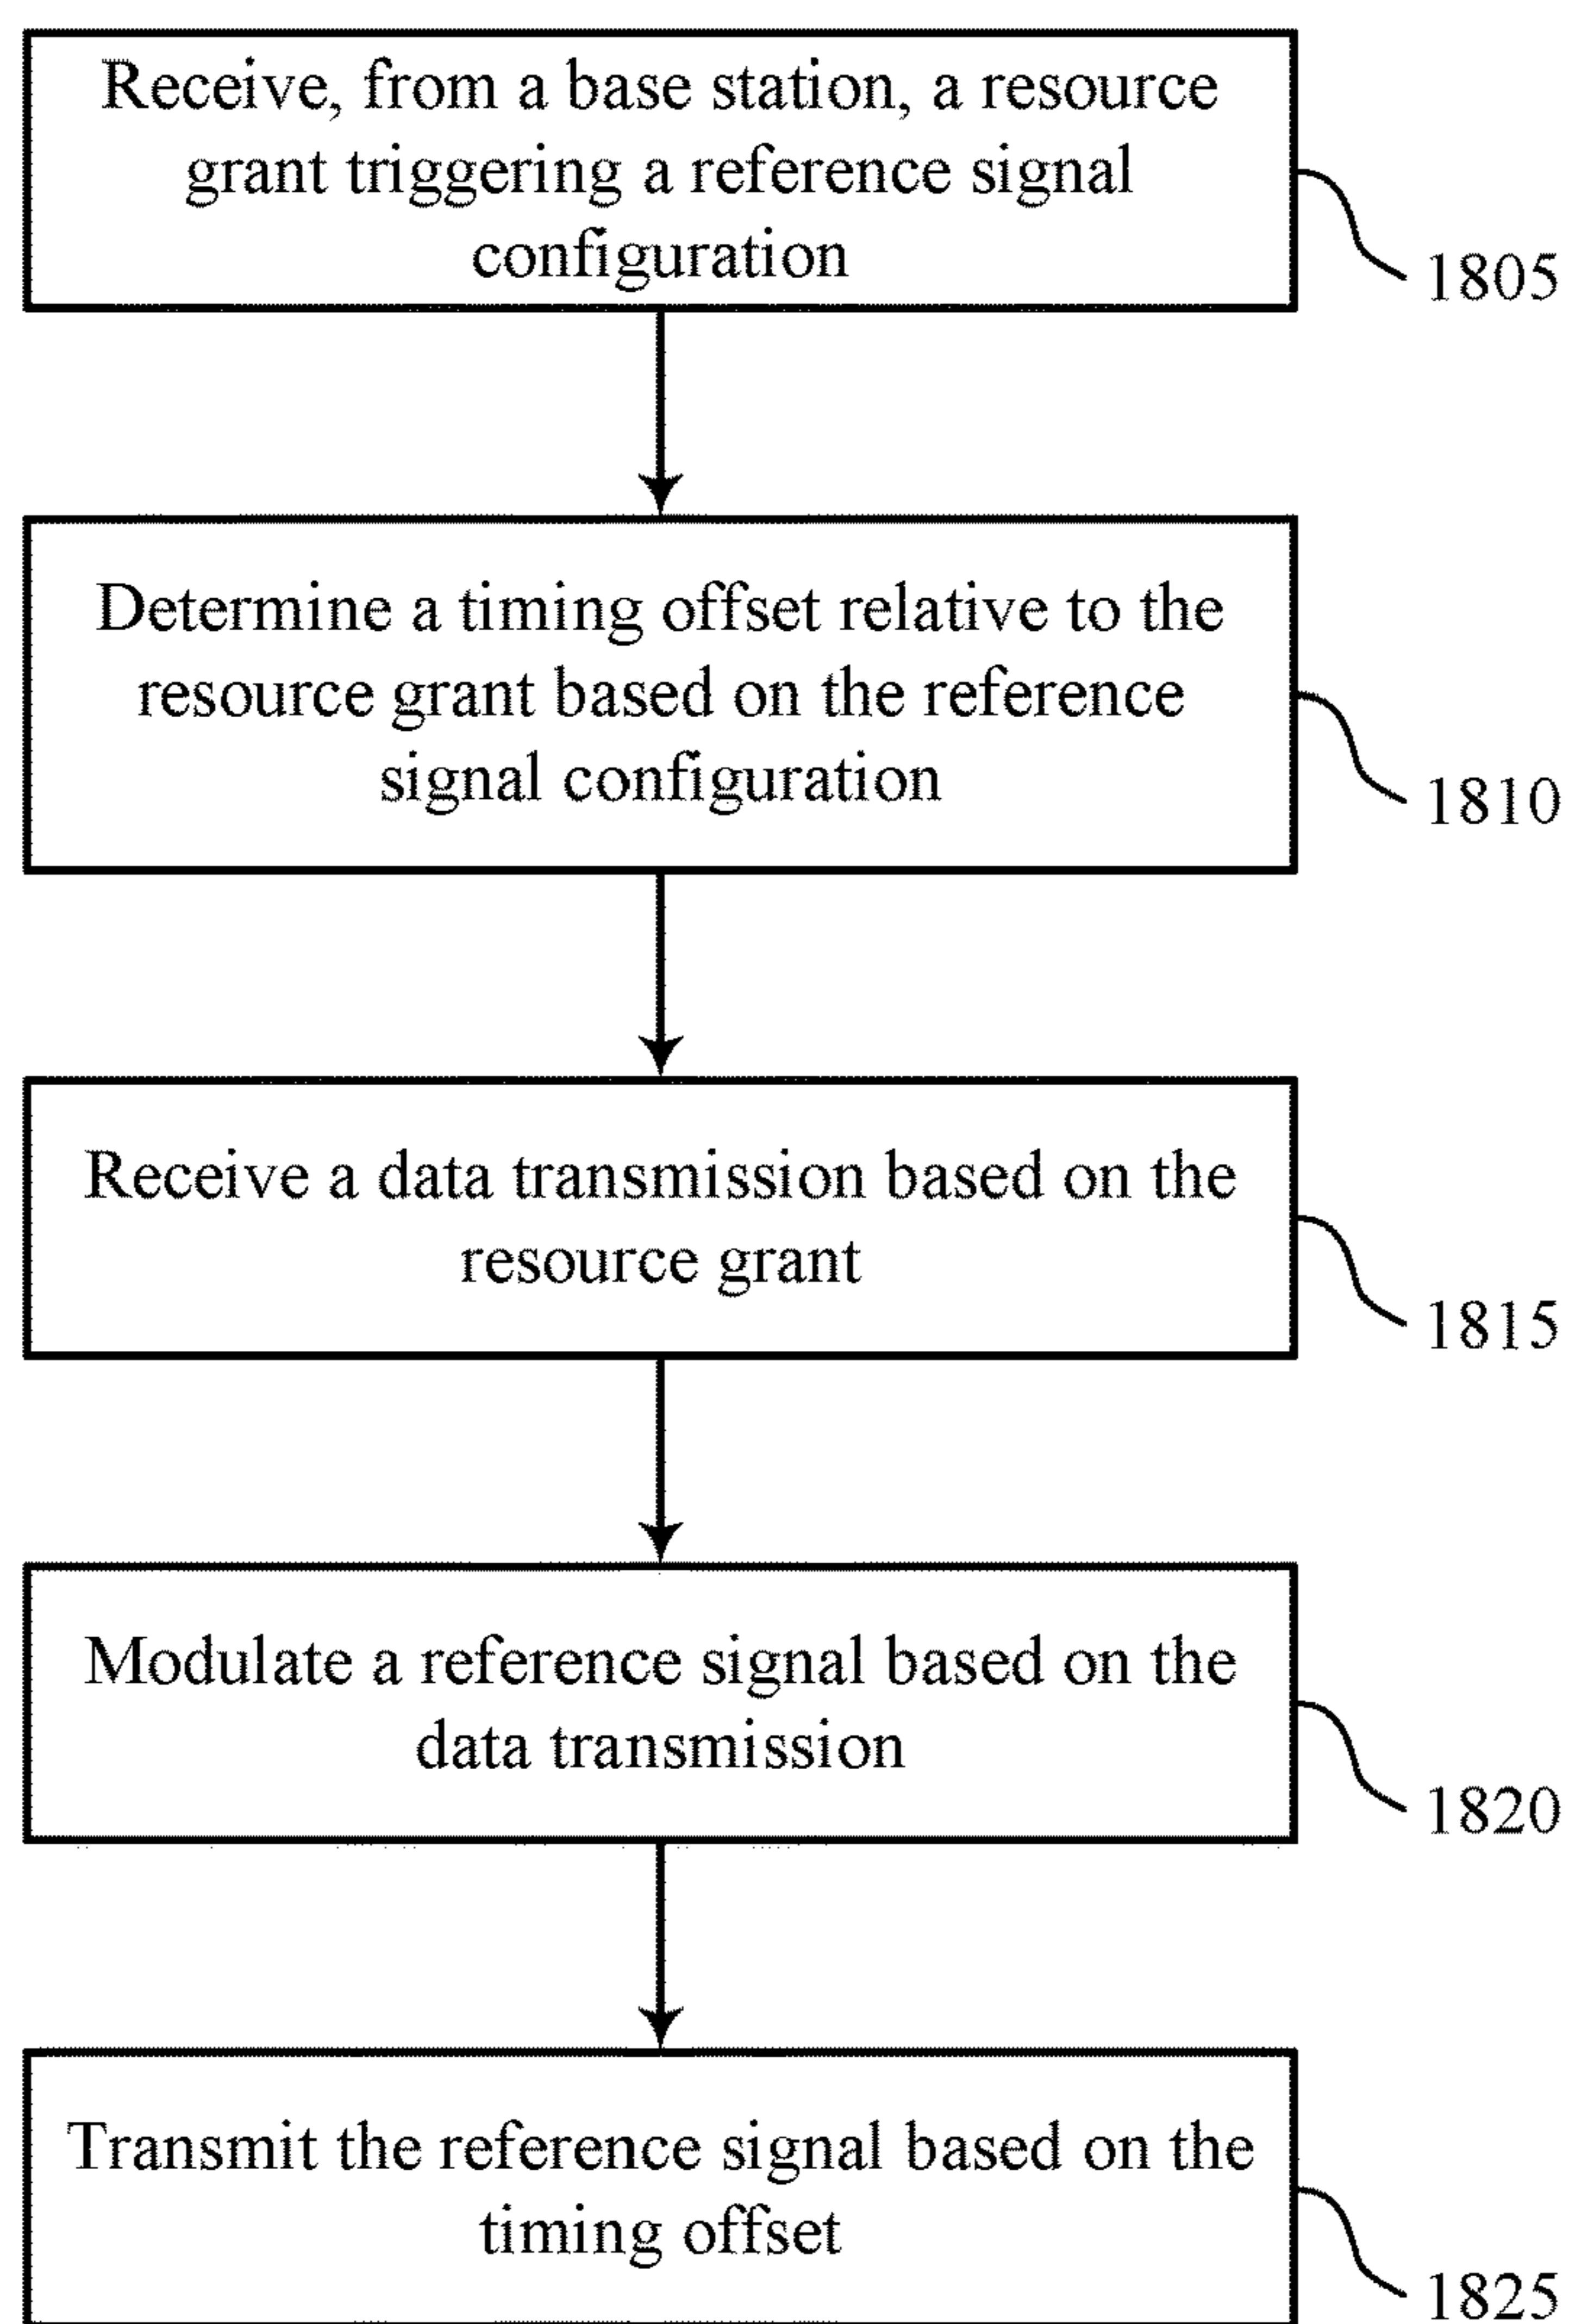 Receive, from a base station, a resource
grant triggering a reference signal
configuration
1805
Determine a timing offset relative to the
resource grant based on the reference
signal configuration
1810
Receive a data transmission based on the
resource grant
1815
Modulate a reference signal based on the
data transmission
1820
Transmit the reference signal based on the
timing offset
1825